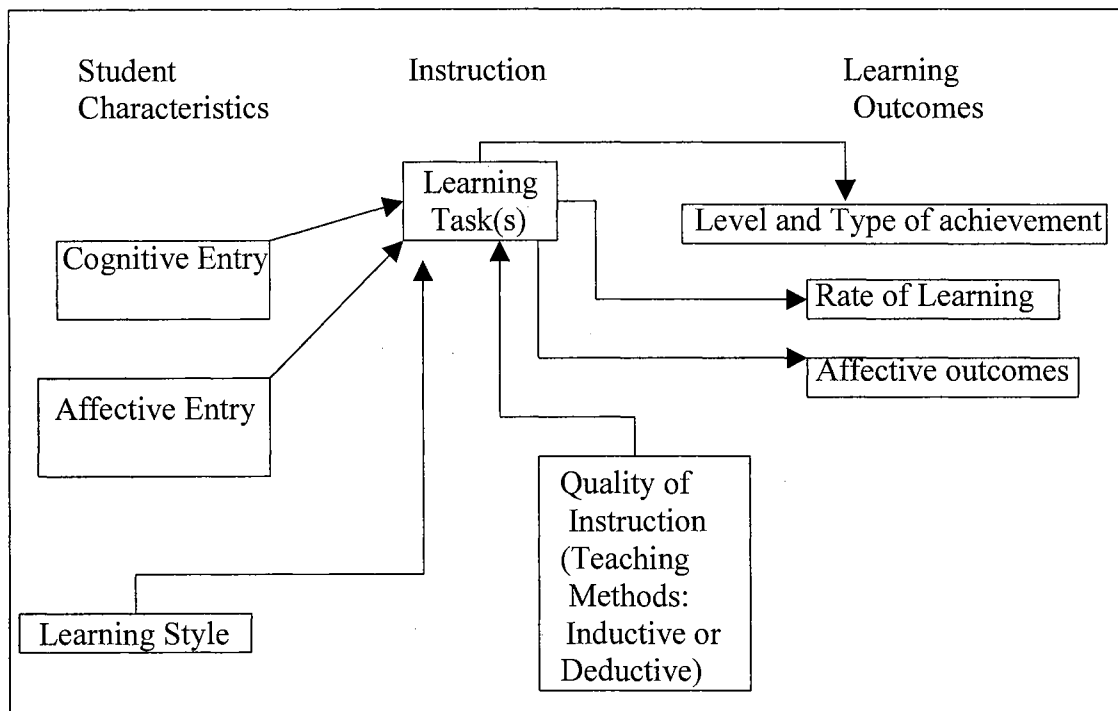 Student
Characteristics
Instruction
Learning
Outcomes
Learning
Task(s)
Level and Type of achievement
Cognitive Entry
Rate of Learning
Affective outcomes
Affective Entry
Quality of
Instruction
(Teaching
Methods:
Inductive or
Deductive)
Learning Style